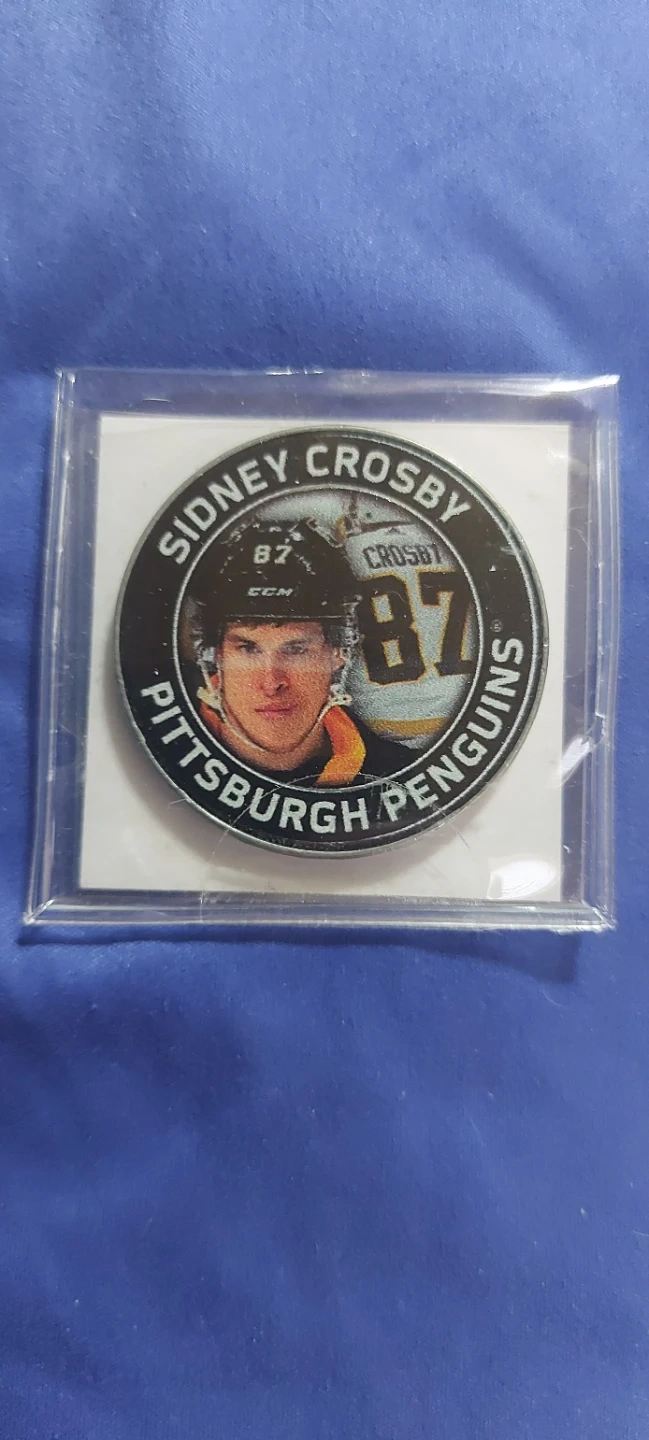 SIDNEY CROSBY
87
CCM
CROSBY
87
PITTSBURGH PENGUINS